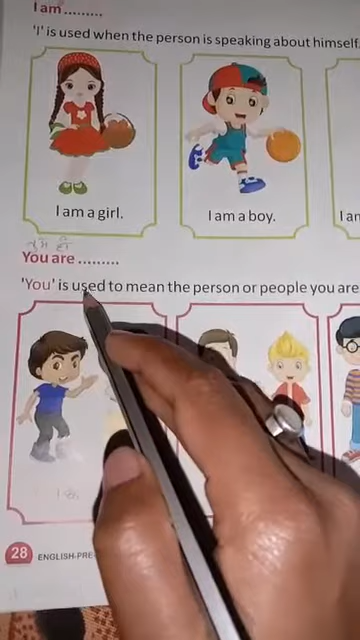 I am .........
'I' is used when the person is speaking about himself
I am a girl.
I am a boy.
I am
You are .........
'You' is used to mean the person or people you are
28 ENGLISH-PRE-